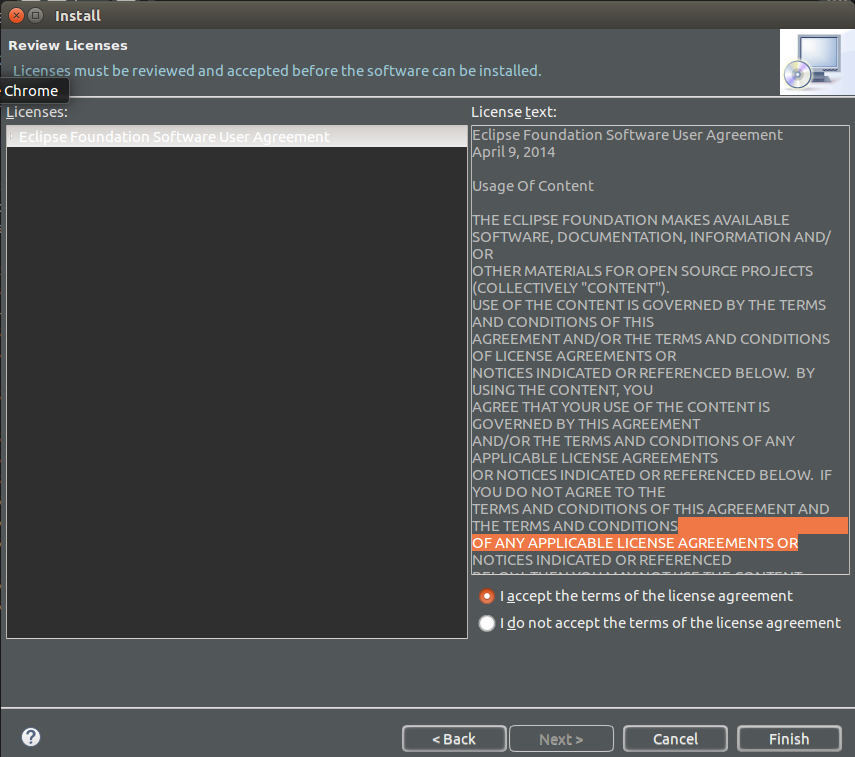 Install
Review Licenses
Licenses must be reviewed and accepted before the software can be installed.
Chrome
Licenses:
Eclipse Foundation Software User Agreement
License text:
Eclipse Foundation Software User Agreement
April 9, 2014
Usage Of Content
THE ECLIPSE FOUNDATION MAKES AVAILABLE
SOFTWARE, DOCUMENTATION, INFORMATION AND/
OR
OTHER MATERIALS FOR OPEN SOURCE PROJECTS
(COLLECTIVELY "CONTENT").
USE OF THE CONTENT IS GOVERNED BY THE TERMS
AND CONDITIONS OF THIS
AGREEMENT AND/OR THE TERMS AND CONDITIONS
OF LICENSE AGREEMENTS OR
NOTICES INDICATED OR REFERENCED BELOW.  BY
USING THE CONTENT, YOU
AGREE THAT YOUR USE OF THE CONTENT IS
GOVERNED BY THIS AGREEMENT
AND/OR THE TERMS AND CONDITIONS OF ANY
APPLICABLE LICENSE AGREEMENTS
OR NOTICES INDICATED OR REFERENCED BELOW.  IF
YOU DO NOT AGREE TO THE
TERMS AND CONDITIONS OF THIS AGREEMENT AND
THE TERMS AND CONDITIONS
OF ANY APPLICABLE LICENSE AGREEMENTS OR
NOTICES INDICATED OR REFERENCED
BELOW, THEN YOU MAY NOT USE THE CONTENT.
I accept the terms of the license agreement
I do not accept the terms of the license agreement
?
< Back
Next >
Cancel
Finish